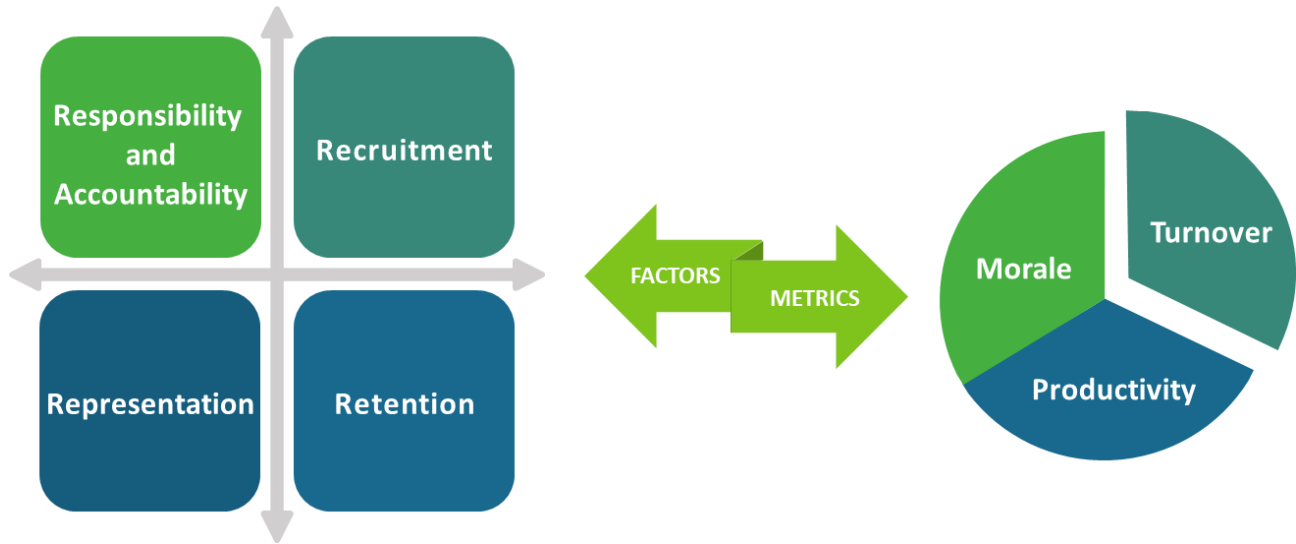 Responsibility
and
Accountability
Recruitment
Representation
Retention
FACTORS
METRICS
Morale
Turnover
Productivity